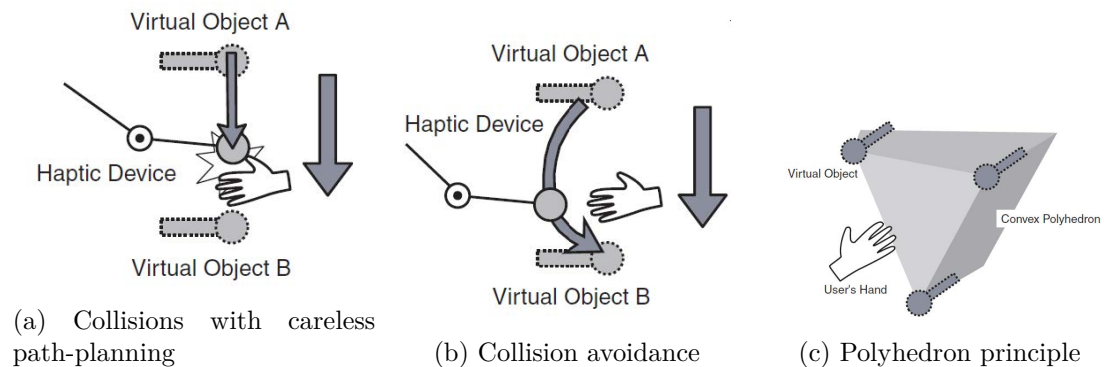 Virtual Object A
Haptic Device
Virtual Object B
(a) Collisions with careless
path-planning
Virtual Object A
Haptic Device
Virtual Object B
(b) Collision avoidance
Virtual Object
Convex Polyhedron
User's Hand
(c) Polyhedron principle